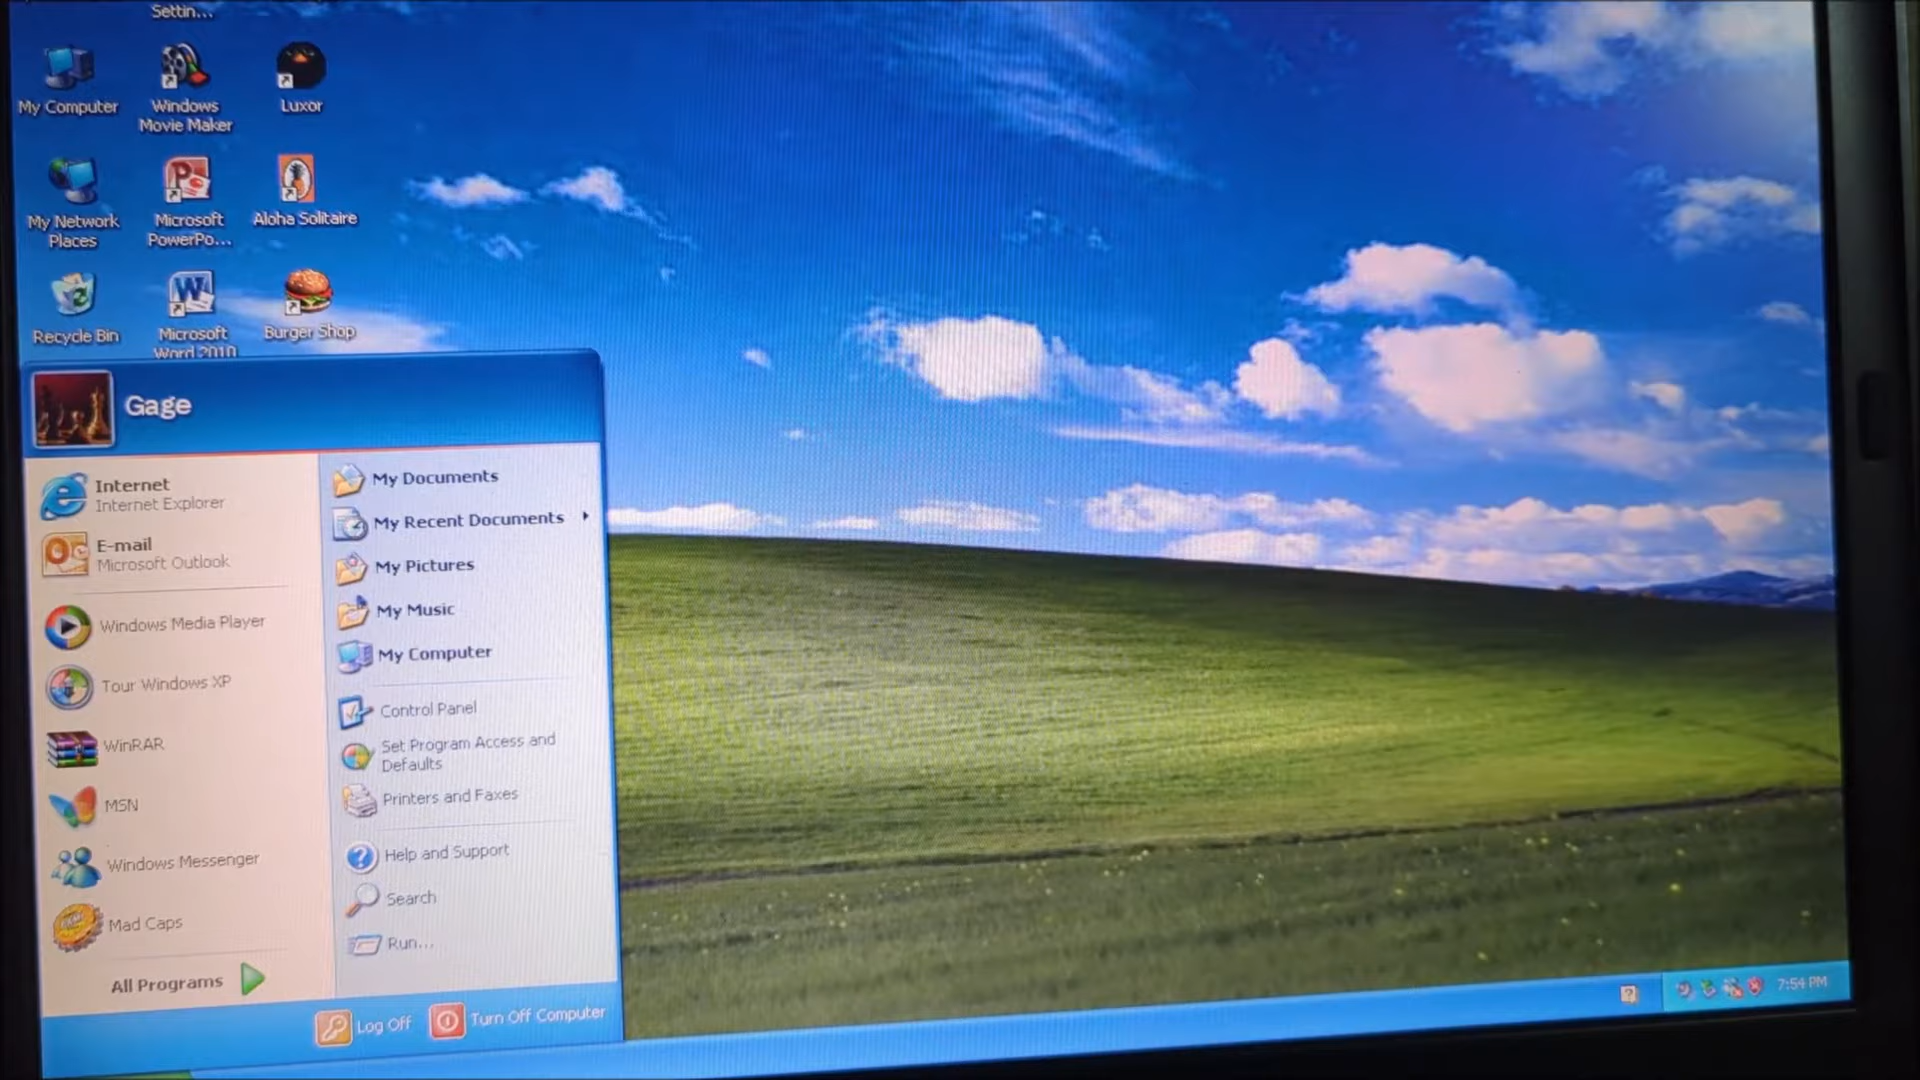 Settin...
My Computer
Windows
Movie Maker
Luxor
My Network
Places
Microsoft
PowerPo...
Aloha Solitaire
Recycle Bin
Microsoft
Word 2010
Burger Shop
Gage
Internet
Internet Explorer
E-mail
Microsoft Outlook
Windows Media Player
Tour Windows XP
WinRAR
MSN
Windows Messenger
Mad Caps
All Programs
My Documents
My Recent Documents
My Pictures
My Music
My Computer
Control Panel
Set Program Access and
Defaults
Printers and Faxes
Help and Support
Search
Run...
Log Off
Turn Off Computer
7:54 PM